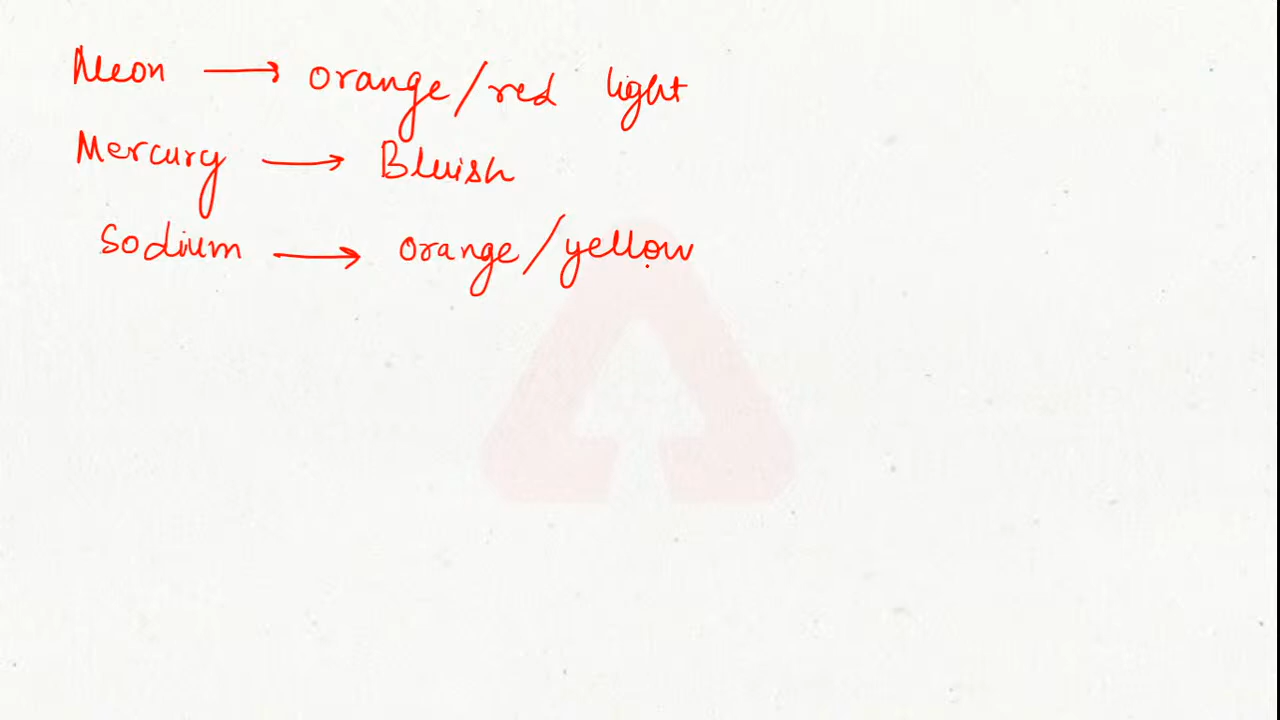 Neon → orange/red light
Mercury → Bluish
Sodium → orange/yellow